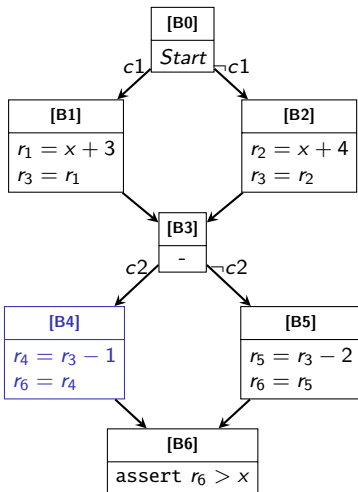 [B0]
Start
c1
¬c1
[B1]
r₁ = x + 3
r₃ = r₁
[B2]
r₂ = x + 4
r₃ = r₂
[B3]
-
c2
¬c2
[B4]
r₄ = r₃ − 1
r₆ = r₄
[B5]
r₅ = r₃ − 2
r₆ = r₅
[B6]
assert r₆ > x